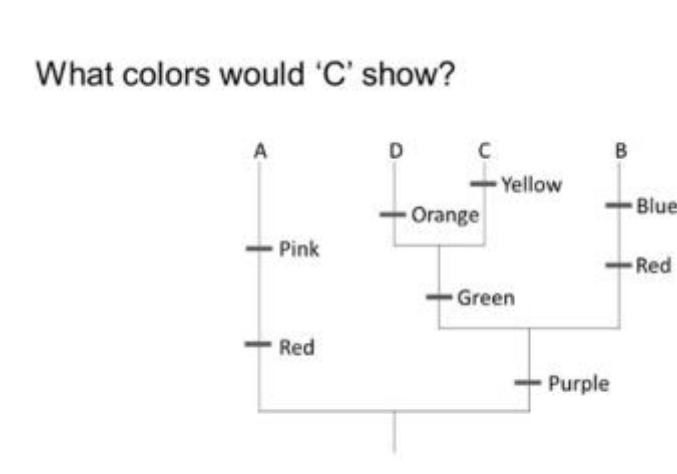 What colors would ‘C’ show?
A D C B
Yellow
Orange Blue
Pink Red
Green
Red
Purple